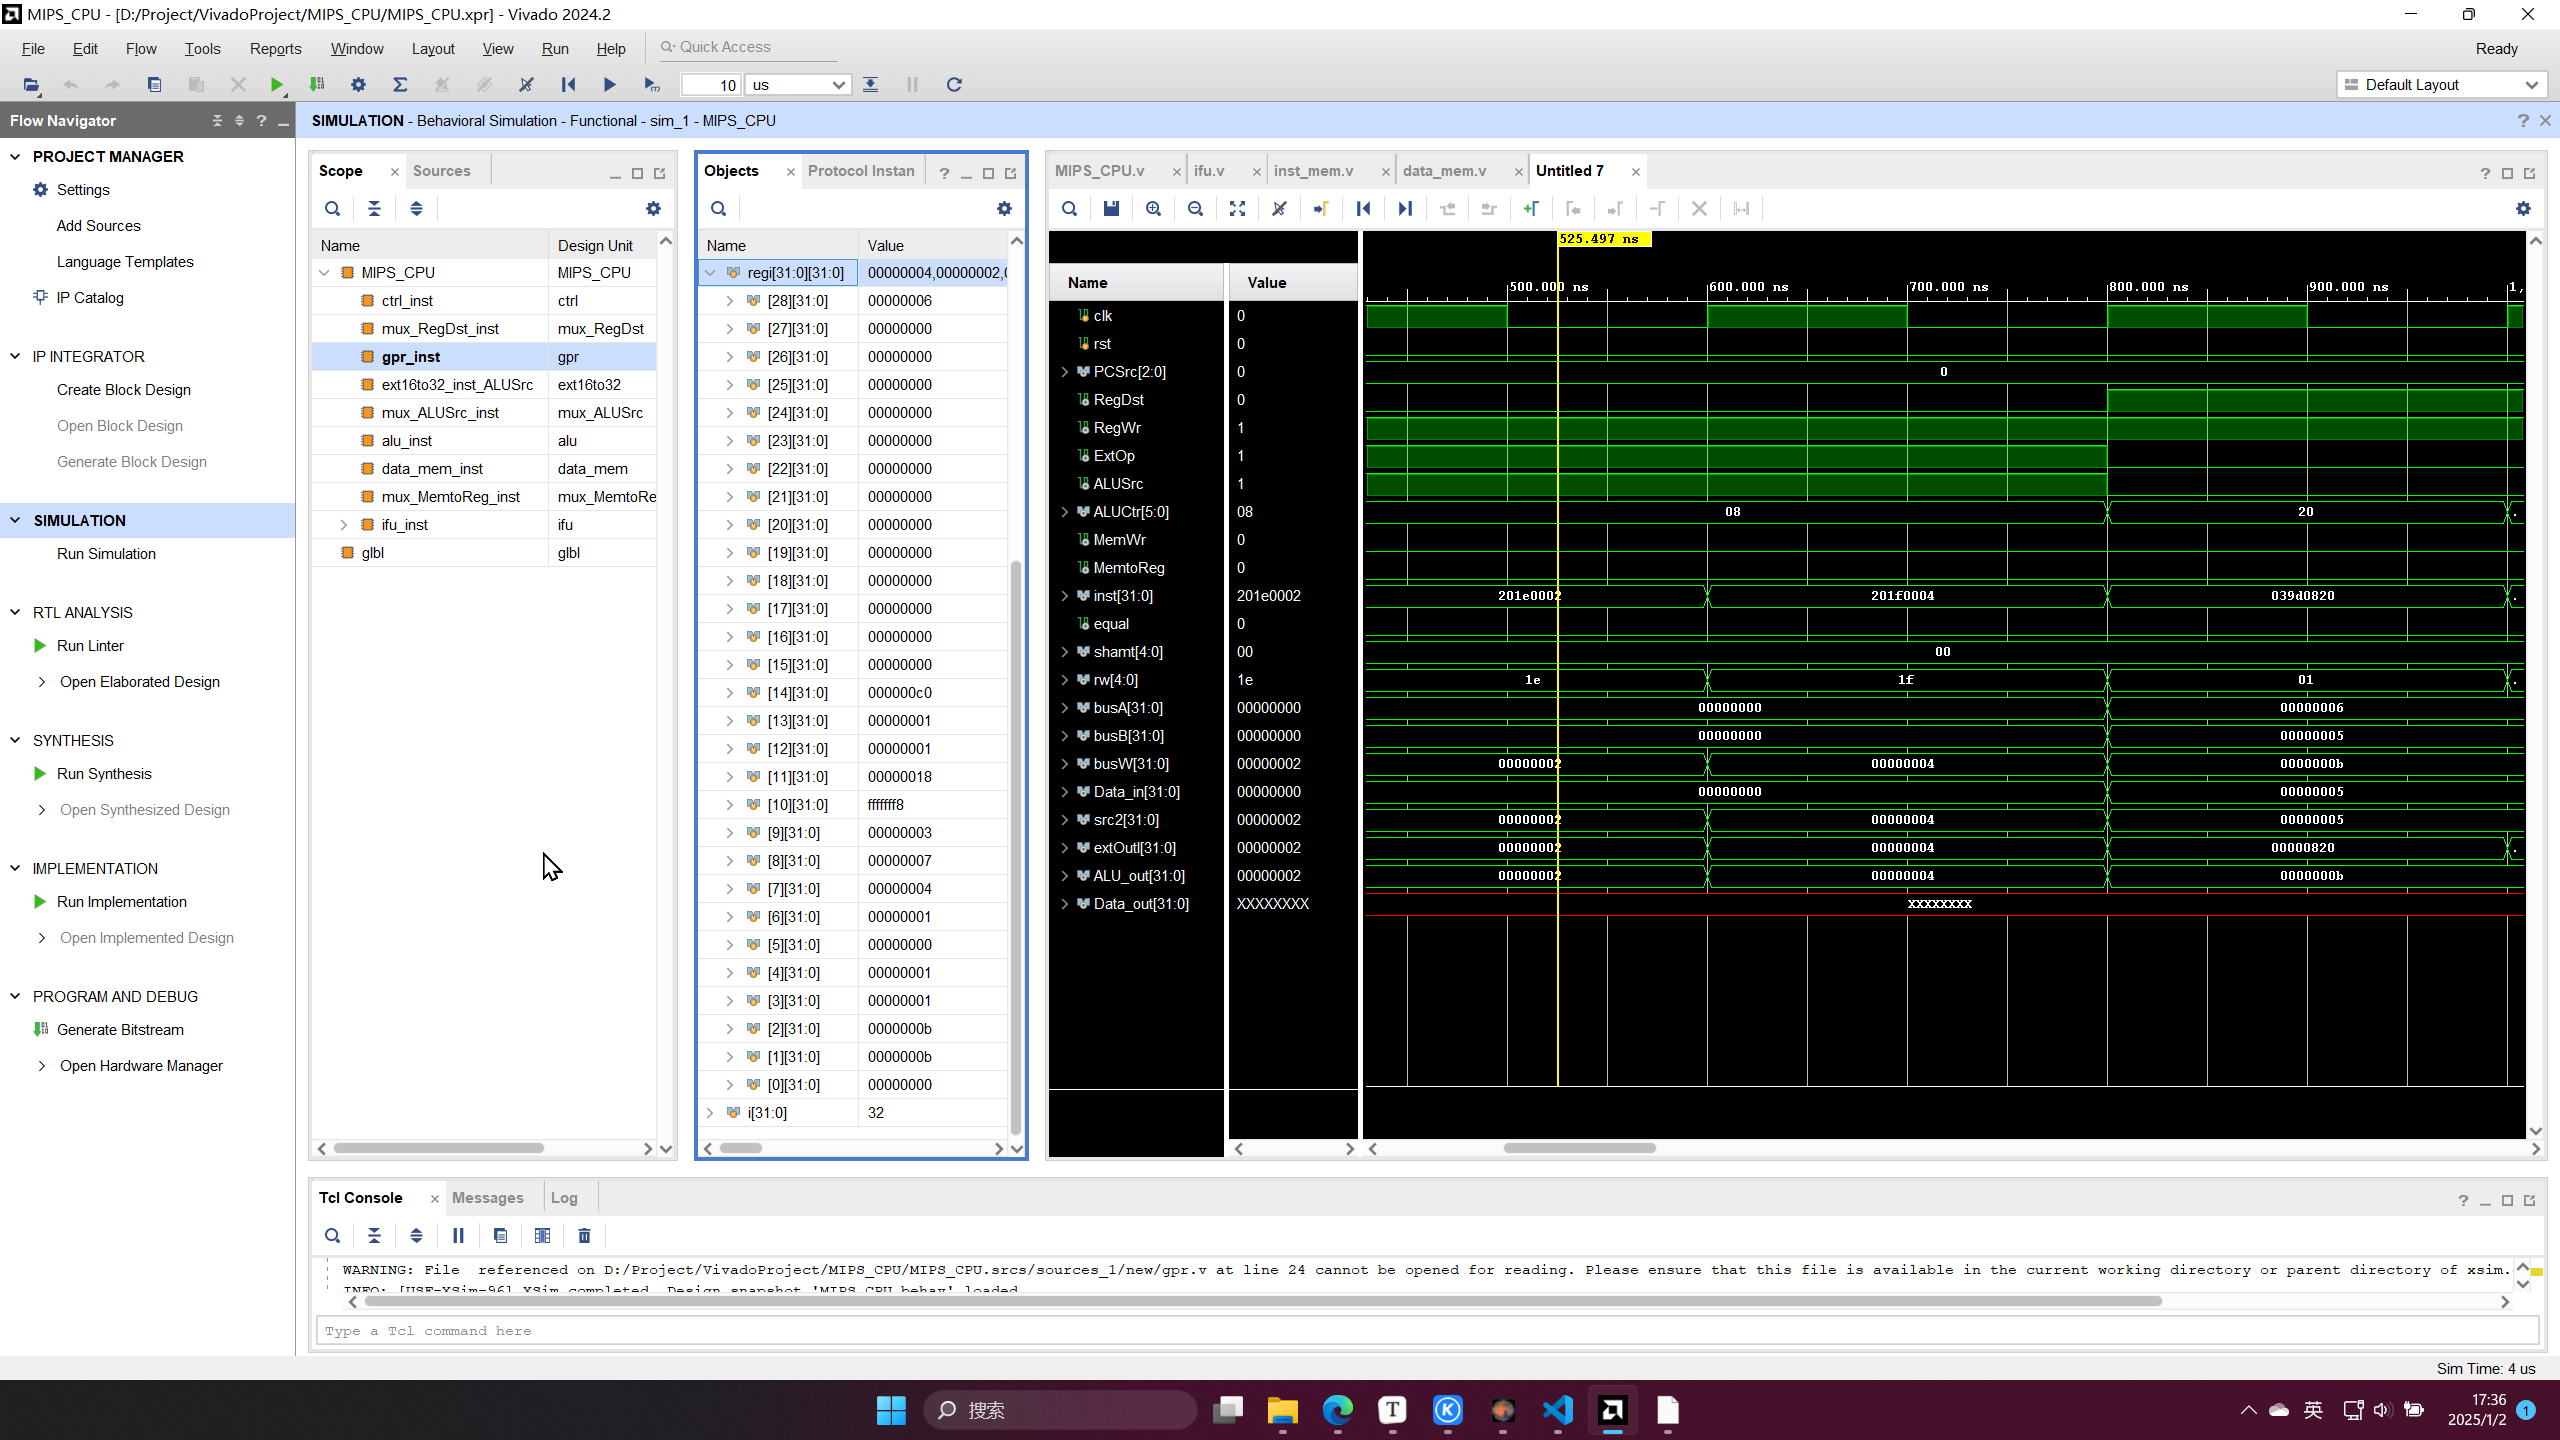 MIPS_CPU - [D:/Project/VivadoProject/MIPS_CPU/MIPS_CPU.xpr] - Vivado 2024.2
File Edit Flow Tools Reports Window Layout View Run Help Quick Access Ready
10 us Default Layout
Flow Navigator
SIMULATION - Behavioral Simulation - Functional - sim_1 - MIPS_CPU
PROJECT MANAGER
Settings
Add Sources
Language Templates
IP Catalog
IP INTEGRATOR
Create Block Design
Open Block Design
Generate Block Design
SIMULATION
Run Simulation
RTL ANALYSIS
Run Linter
Open Elaborated Design
SYNTHESIS
Run Synthesis
Open Synthesized Design
IMPLEMENTATION
Run Implementation
Open Implemented Design
PROGRAM AND DEBUG
Generate Bitstream
Open Hardware Manager
Scope Sources
Name Design Unit
MIPS_CPU MIPS_CPU
ctrl_inst ctrl
mux_RegDst_inst mux_RegDst
gpr_inst gpr
ext16to32_inst_ALUSrc ext16to32
mux_ALUSrc_inst mux_ALUSrc
alu_inst alu
data_mem_inst data_mem
mux_MemtoReg_inst mux_MemtoRe
ifu_inst ifu
glbl glbl
Objects Protocol Instan
Name Value
regi[31:0][31:0] 00000004,00000002,0
[28][31:0] 00000006
[27][31:0] 00000000
[26][31:0] 00000000
[25][31:0] 00000000
[24][31:0] 00000000
[23][31:0] 00000000
[22][31:0] 00000000
[21][31:0] 00000000
[20][31:0] 00000000
[19][31:0] 00000000
[18][31:0] 00000000
[17][31:0] 00000000
[16][31:0] 00000000
[15][31:0] 00000000
[14][31:0] 000000c0
[13][31:0] 00000001
[12][31:0] 00000001
[11][31:0] 00000018
[10][31:0] fffffff8
[9][31:0] 00000003
[8][31:0] 00000007
[7][31:0] 00000004
[6][31:0] 00000001
[5][31:0] 00000000
[4][31:0] 00000001
[3][31:0] 00000001
[2][31:0] 0000000b
[1][31:0] 0000000b
[0][31:0] 00000000
i[31:0] 32
MIPS_CPU.v ifu.v inst_mem.v data_mem.v Untitled 7
525.497 ns
Name Value 500.000 ns 600.000 ns 700.000 ns 800.000 ns 900.000 ns 1,
clk 0
rst 0
PCSrc[2:0] 0 0
RegDst 0
RegWr 1
ExtOp 1
ALUSrc 1
ALUCtr[5:0] 08 08 20
MemWr 0
MemtoReg 0
inst[31:0] 201e0002 201e0002 201f0004 039d0820
equal 0
shamt[4:0] 00 00
rw[4:0] 1e 1e 1f 01
busA[31:0] 00000000 00000000 00000006
busB[31:0] 00000000 00000000 00000005
busW[31:0] 00000002 00000002 00000004 0000000b
Data_in[31:0] 00000000 00000000 00000005
src2[31:0] 00000002 00000002 00000004 00000005
extOutI[31:0] 00000002 00000002 00000004 00000820
ALU_out[31:0] 00000002 00000002 00000004 0000000b
Data_out[31:0] XXXXXXXX XXXXXXXX
Tcl Console Messages Log
WARNING: File  referenced on D:/Project/VivadoProject/MIPS_CPU/MIPS_CPU.srcs/sources_1/new/gpr.v at line 24 cannot be opened for reading. Please ensure that this file is available in the current working directory or parent directory of xsim.
INFO: [USF-XSim-96] XSim completed. Design snapshot 'MIPS_CPU_behav' loaded.
Type a Tcl command here
Sim Time: 4 us
搜索
英
17:36
2025/1/2
1